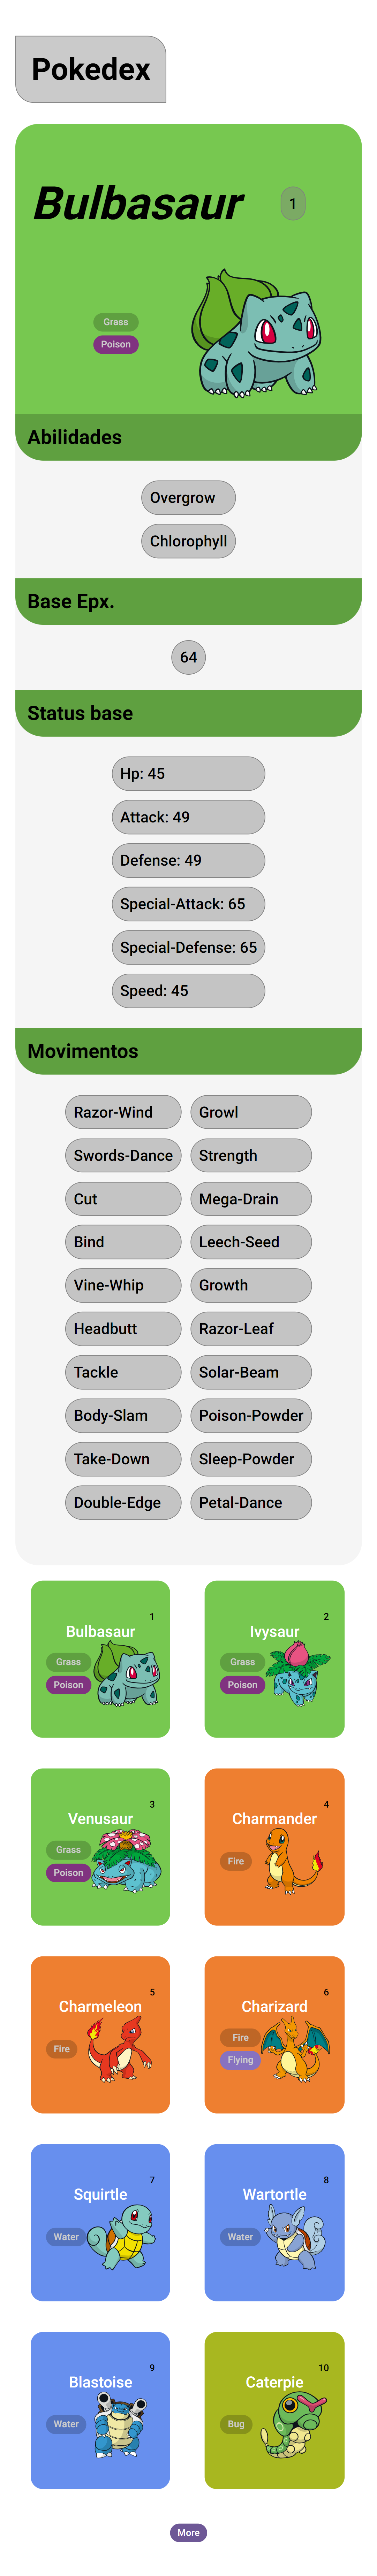 Pokedex
Bulbasaur
1
Grass
Poison
Abilidades
Overgrow
Chlorophyll
Base Epx.
64
Status base
Hp: 45
Attack: 49
Defense: 49
Special-Attack: 65
Special-Defense: 65
Speed: 45
Movimentos
Razor-Wind
Growl
Swords-Dance
Strength
Cut
Mega-Drain
Bind
Leech-Seed
Vine-Whip
Growth
Headbutt
Razor-Leaf
Tackle
Solar-Beam
Body-Slam
Poison-Powder
Take-Down
Sleep-Powder
Double-Edge
Petal-Dance
1
Bulbasaur
Grass
Poison
2
Ivysaur
Grass
Poison
3
Venusaur
Grass
Poison
4
Charmander
Fire
5
Charmeleon
Fire
6
Charizard
Fire
Flying
7
Squirtle
Water
8
Wartortle
Water
9
Blastoise
Water
10
Caterpie
Bug
More